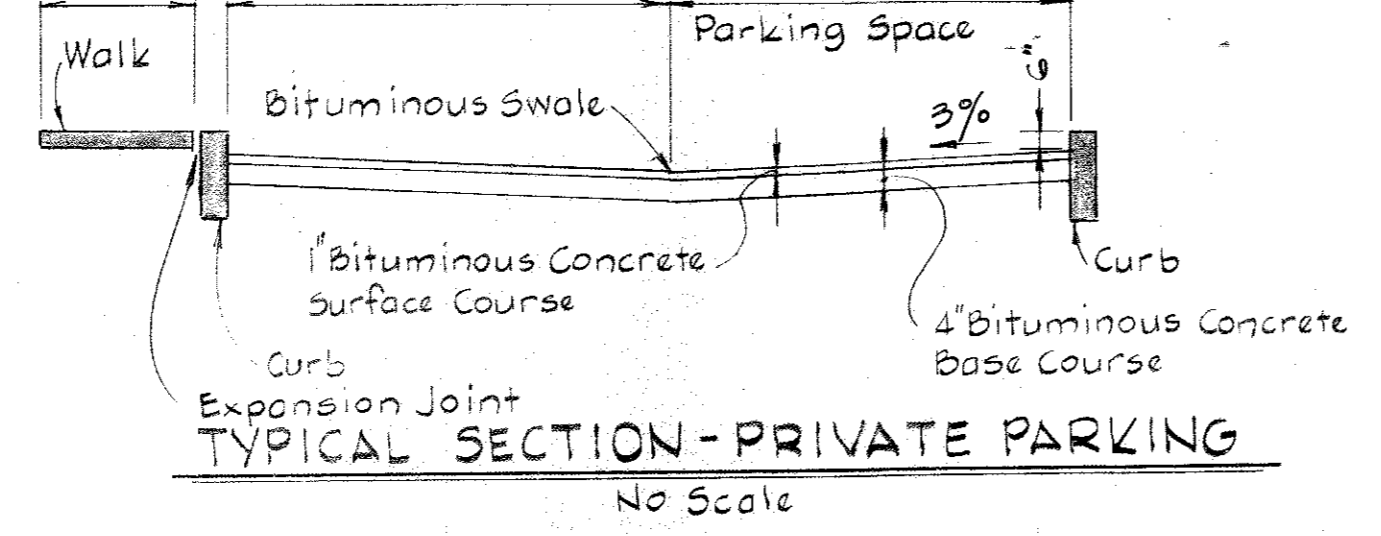 Parking Space
Walk
6"
Bituminous Swale
3%
1" Bituminous Concrete
Surface Course
Curb
4" Bituminous Concrete
Base Course
Curb
Expansion Joint
TYPICAL SECTION - PRIVATE PARKING
No Scale